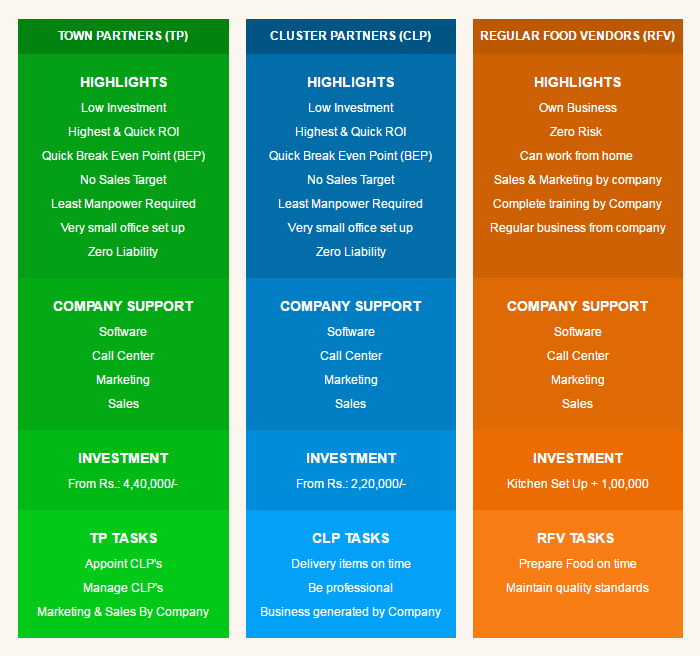 TOWN PARTNERS (TP)
HIGHLIGHTS
Low Investment
Highest & Quick ROI
Quick Break Even Point (BEP)
No Sales Target
Least Manpower Required
Very small office set up
Zero Liability
COMPANY SUPPORT
Software
Call Center
Marketing
Sales
INVESTMENT
From Rs.: 4,40,000/-
TP TASKS
Appoint CLP's
Manage CLP's
Marketing & Sales By Company
CLUSTER PARTNERS (CLP)
HIGHLIGHTS
Low Investment
Highest & Quick ROI
Quick Break Even Point (BEP)
No Sales Target
Least Manpower Required
Very small office set up
Zero Liability
COMPANY SUPPORT
Software
Call Center
Marketing
Sales
INVESTMENT
From Rs.: 2,20,000/-
CLP TASKS
Delivery items on time
Be professional
Business generated by Company
REGULAR FOOD VENDORS (RFV)
HIGHLIGHTS
Own Business
Zero Risk
Can work from home
Sales & Marketing by company
Complete training by Company
Regular business from company
COMPANY SUPPORT
Software
Call Center
Marketing
Sales
INVESTMENT
Kitchen Set Up + 1,00,000
RFV TASKS
Prepare Food on time
Maintain quality standards